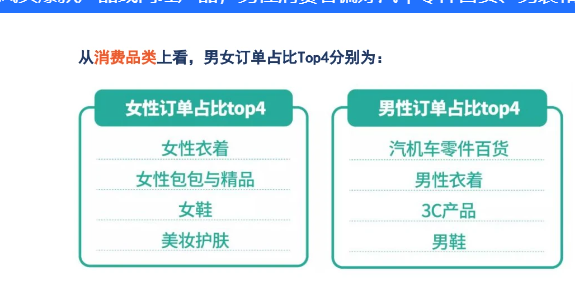 从消费品类上看，男女订单占比Top4分别为：
女性订单占比top4
女性衣着
女性包包与精品
女鞋
美妆护肤
男性订单占比top4
汽机车零件百货
男性衣着
3C产品
男鞋